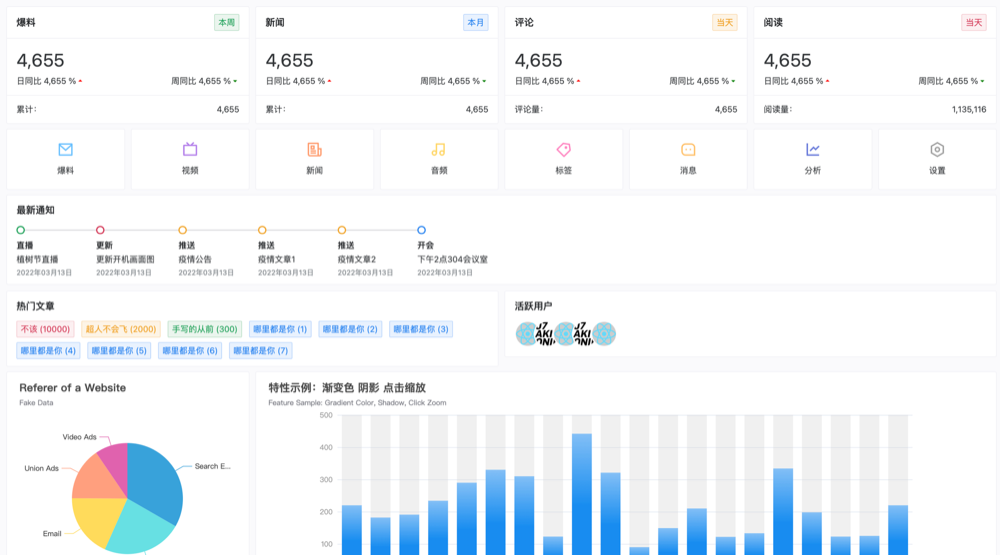 爆料 本周 新闻 本月 评论 当天 阅读 当天
4,655 4,655 4,655 4,655
日同比 4,655 % 周同比 4,655 % 日同比 4,655 % 周同比 4,655 % 日同比 4,655 % 周同比 4,655 % 日同比 4,655 % 周同比 4,655 %
累计: 4,655 累计: 4,655 评论量: 4,655 阅读量: 1,135,116
爆料 视频 新闻 音频 标签 消息 分析 设置
最新通知
直播 更新 推送 推送 推送 开会
植树节直播 更新开机画面图 疫情公告 疫情文章1 疫情文章2 下午2点304会议室
2022年03月13日 2022年03月13日 2022年03月13日 2022年03月13日 2022年03月13日 2022年03月13日
热门文章 活跃用户
不该 (10000) 超人不会飞 (2000) 手写的从前 (300) 哪里都是你 (1) 哪里都是你 (2) 哪里都是你 (3)
哪里都是你 (4) 哪里都是你 (5) 哪里都是你 (6) 哪里都是你 (7)
Referer of a Website
Fake Data
Video Ads
Union Ads
Search E...
Email
特性示例：渐变色 阴影 点击缩放
Feature Sample: Gradient Color, Shadow, Click Zoom
500
400
300
200
100